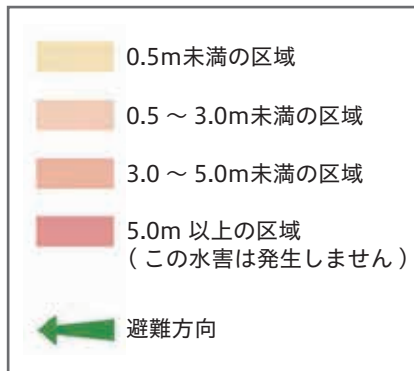 0.5m未満の区域
0.5 ～ 3.0m未満の区域
3.0 ～ 5.0m未満の区域
5.0m 以上の区域
( この水害は発生しません )
避難方向